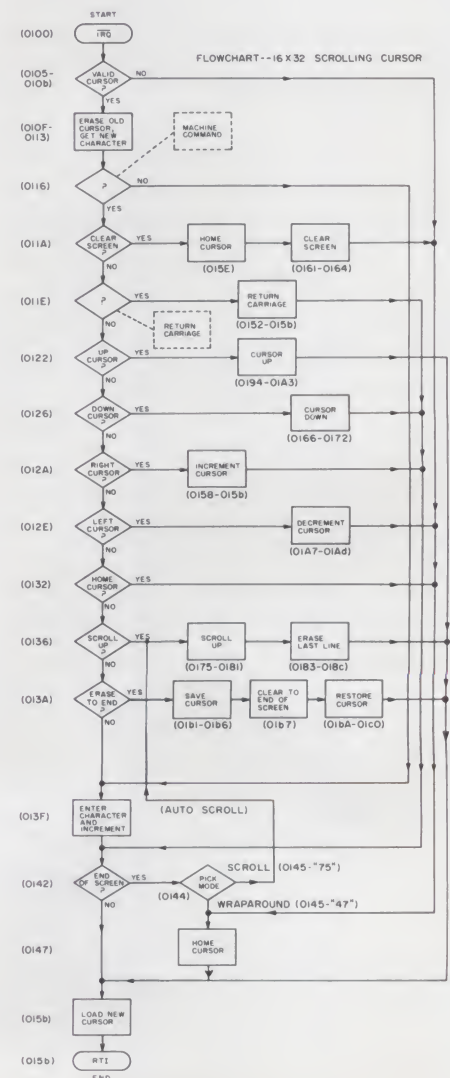 START
(0100) IRQ
FLOWCHART--16 X 32 SCROLLING CURSOR
(0105-
010b)
VALID
CURSOR
?
NO
YES
(010F-
0113)
ERASE OLD
CURSOR,
GET NEW
CHARACTER
MACHINE
COMMAND
(0116)
?
NO
YES
(011A)
CLEAR
SCREEN
?
YES
HOME
CURSOR
CLEAR
SCREEN
(015E)
(0161-0164)
NO
(011E)
?
YES
RETURN
CARRIAGE
(0152-015b)
NO
RETURN
CARRIAGE
(0122)
UP
CURSOR
?
YES
CURSOR
UP
(0194-01A3)
NO
(0126)
DOWN
CURSOR
?
YES
CURSOR
DOWN
(0166-0172)
NO
(012A)
RIGHT
CURSOR
?
YES
INCREMENT
CURSOR
(0158-015b)
NO
(012E)
LEFT
CURSOR
?
YES
DECREMENT
CURSOR
(01A7-01Ad)
NO
(0132)
HOME
CURSOR
?
YES
NO
(0136)
SCROLL
UP
?
YES
SCROLL
UP
ERASE
LAST LINE
(0175-0181)
(0183-018c)
NO
(013A)
ERASE
TO END
?
YES
SAVE
CURSOR
CLEAR TO
END OF
SCREEN
RESTORE
CURSOR
(01b1-01b6)
(01b7)
(01bA-01c0)
NO
(013F)
ENTER
CHARACTER
AND
INCREMENT
(AUTO SCROLL)
SCROLL (0145-"75")
(0142)
END
OF SCREEN
?
YES
PICK
MODE
(0144)
NO
WRAPAROUND (0145-"47")
(0147)
HOME
CURSOR
(015b)
LOAD NEW
CURSOR
(015b)
RTI
END